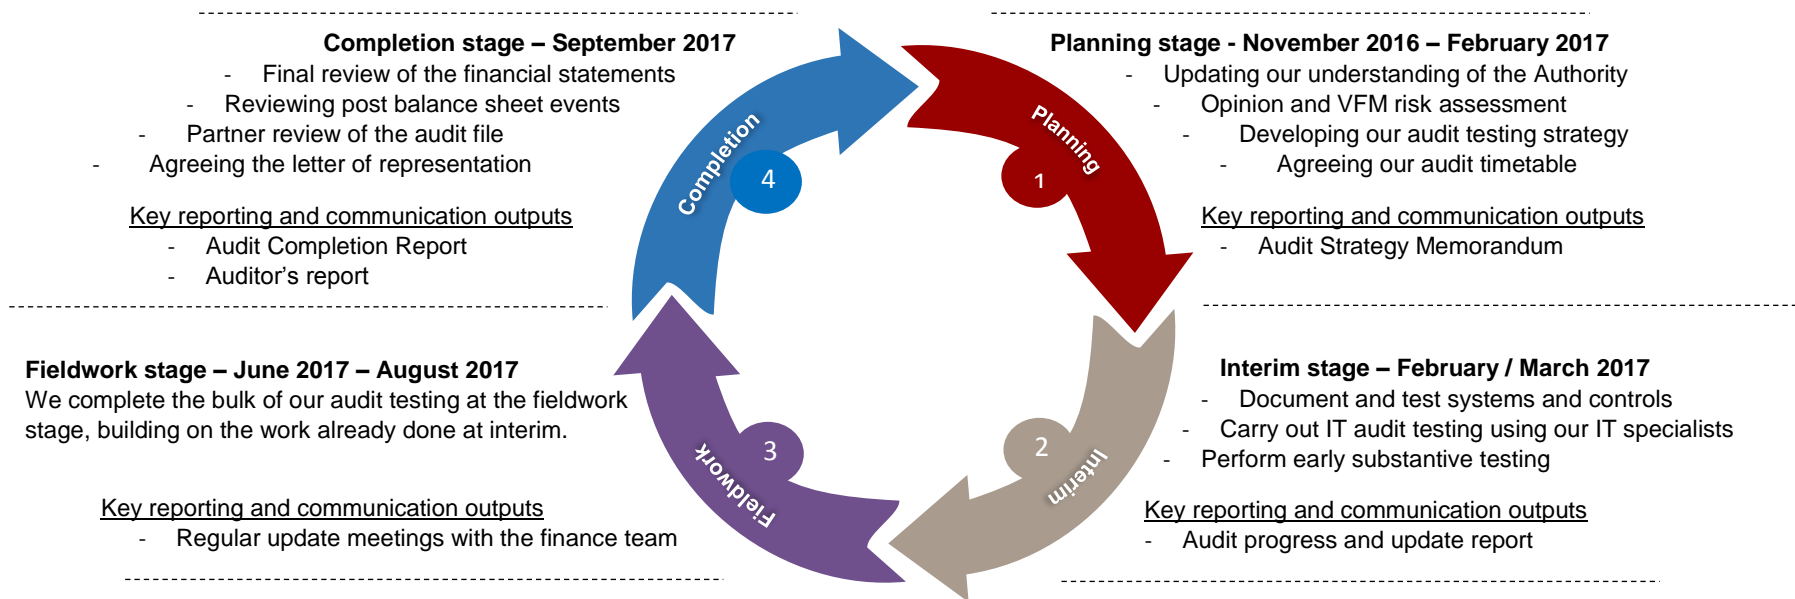 Completion stage – September 2017
- Final review of the financial statements
- Reviewing post balance sheet events
- Partner review of the audit file
- Agreeing the letter of representation
Key reporting and communication outputs
- Audit Completion Report
- Auditor’s report
Planning stage - November 2016 – February 2017
- Updating our understanding of the Authority
- Opinion and VFM risk assessment
- Developing our audit testing strategy
- Agreeing our audit timetable
Key reporting and communication outputs
- Audit Strategy Memorandum
Completion
4
Planning
1
Fieldwork
3
Interim
2
Fieldwork stage – June 2017 – August 2017
We complete the bulk of our audit testing at the fieldwork
stage, building on the work already done at interim.
Key reporting and communication outputs
- Regular update meetings with the finance team
Interim stage – February / March 2017
- Document and test systems and controls
- Carry out IT audit testing using our IT specialists
- Perform early substantive testing
Key reporting and communication outputs
- Audit progress and update report